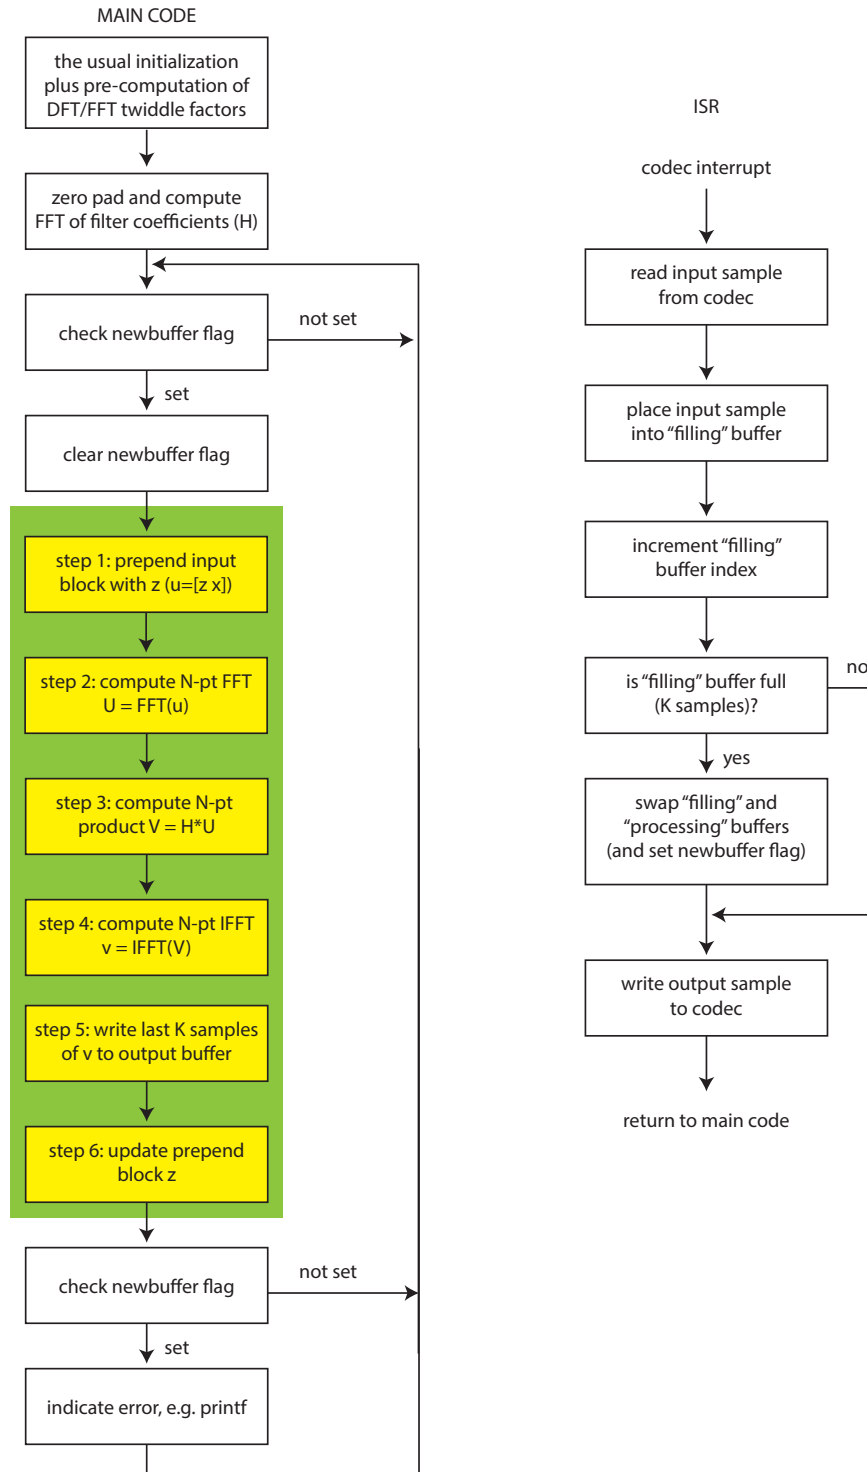 MAIN CODE
the usual initialization
plus pre-computation of
DFT/FFT twiddle factors
zero pad and compute
FFT of filter coefficients (H)
check newbuffer flag
not set
set
clear newbuffer flag
step 1: prepend input
block with z (u=[z x])
step 2: compute N-pt FFT
U = FFT(u)
step 3: compute N-pt
product V = H*U
step 4: compute N-pt IFFT
v = IFFT(V)
step 5: write last K samples
of v to output buffer
step 6: update prepend
block z
check newbuffer flag
not set
set
indicate error, e.g. printf
ISR
codec interrupt
read input sample
from codec
place input sample
into “filling” buffer
increment “filling”
buffer index
is “filling” buffer full
(K samples)?
no
yes
swap “filling” and
“processing” buffers
(and set newbuffer flag)
write output sample
to codec
return to main code